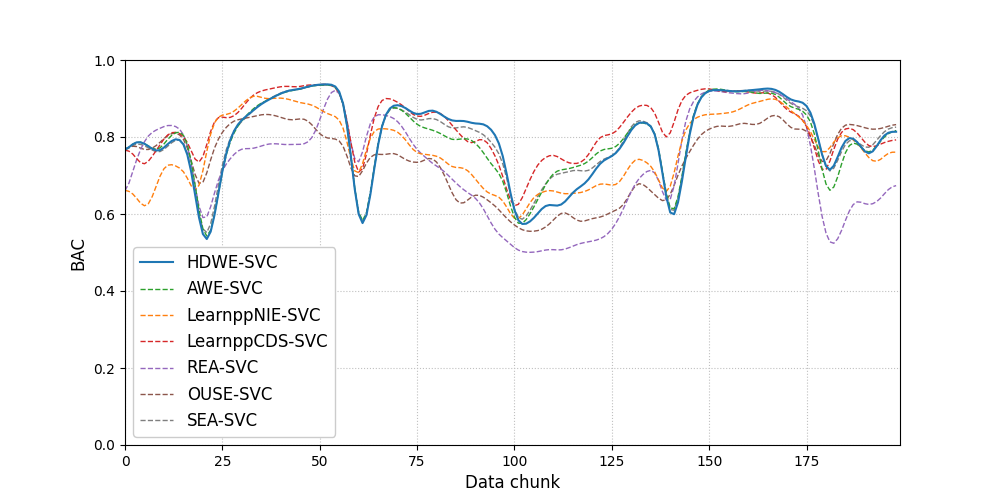 1.0
0.8
0.6
0.4
0.2
0.0
BAC
HDWE-SVC
AWE-SVC
LearnppNIE-SVC
LearnppCDS-SVC
REA-SVC
OUSE-SVC
SEA-SVC
0 25 50 75 100 125 150 175
Data chunk